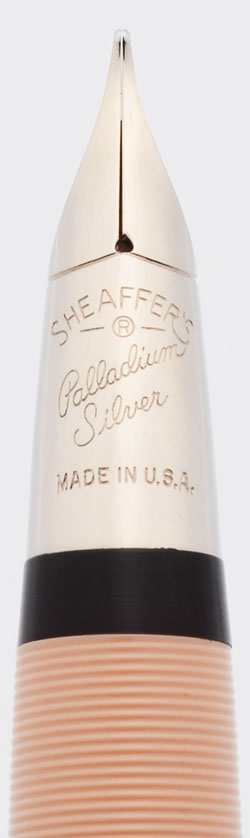 SHEAFFER'S
®
Palladium
Silver
MADE IN U.S.A.